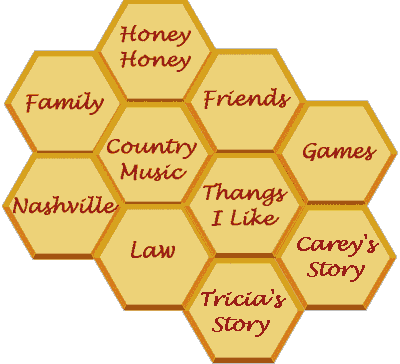 Honey
Honey
Family
Friends
Country
Music
Games
Nashville
Thangs
I Like
Law
Carey's
Story
Tricia's
Story